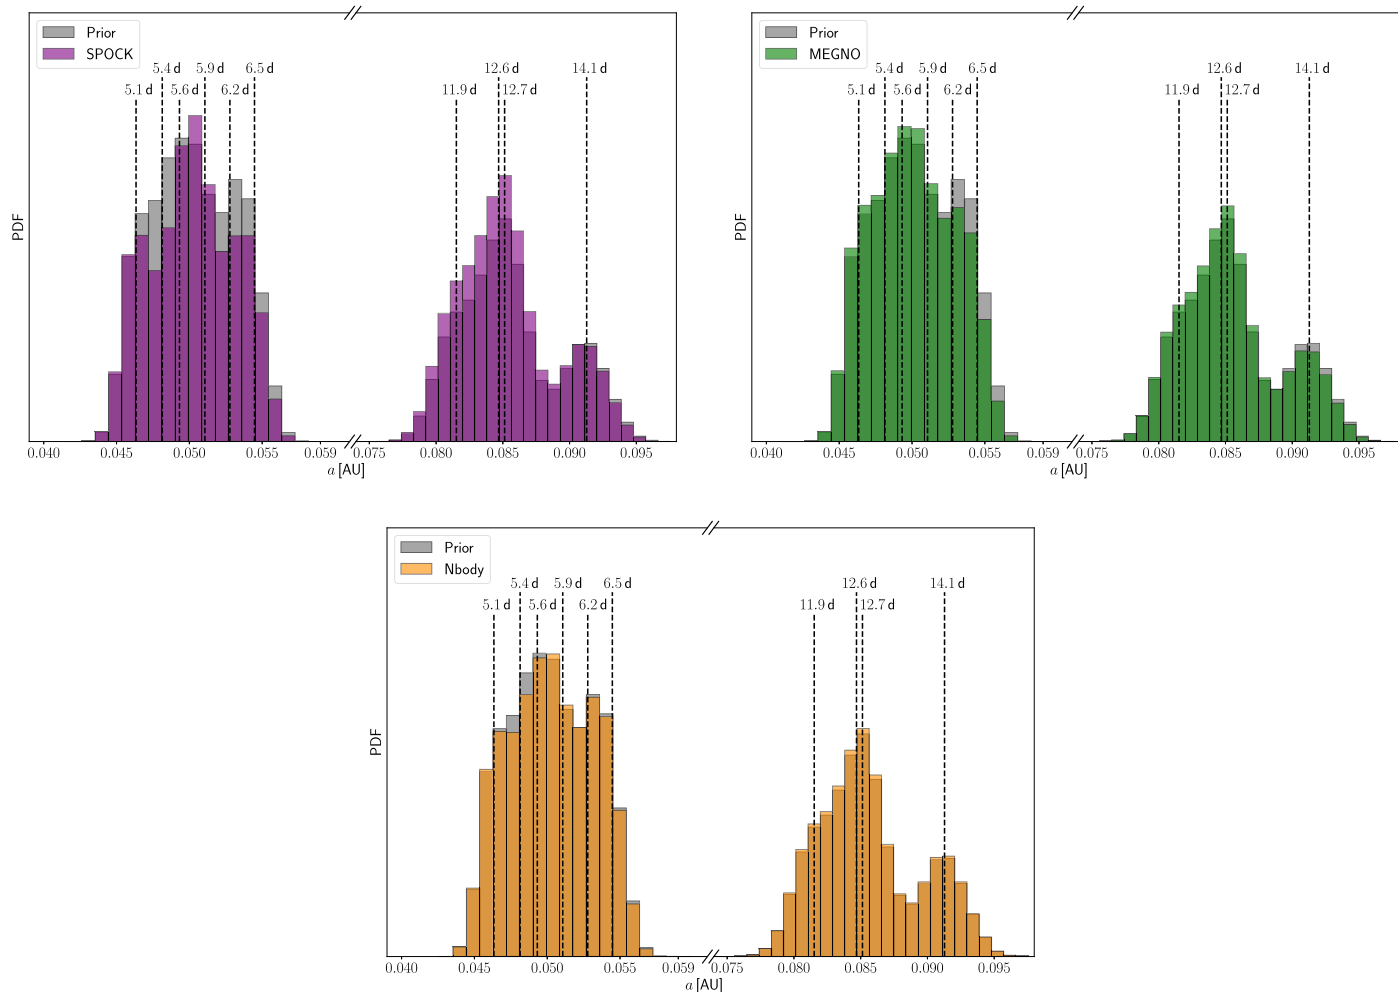 Prior
SPOCK
5.4 d 5.9 d 6.5 d 12.6 d 14.1 d
5.1 d 5.6 d 6.2 d 11.9 d 12.7 d
PDF
0.040 0.045 0.050 0.055 0.059 0.075 0.080 0.085 0.090 0.095
a [AU]
Prior
MEGNO
5.4 d 5.9 d 6.5 d 12.6 d 14.1 d
5.1 d 5.6 d 6.2 d 11.9 d 12.7 d
PDF
0.040 0.045 0.050 0.055 0.059 0.075 0.080 0.085 0.090 0.095
a [AU]
Prior
Nbody
5.4 d 5.9 d 6.5 d 12.6 d 14.1 d
5.1 d 5.6 d 6.2 d 11.9 d 12.7 d
PDF
0.040 0.045 0.050 0.055 0.059 0.075 0.080 0.085 0.090 0.095
a [AU]